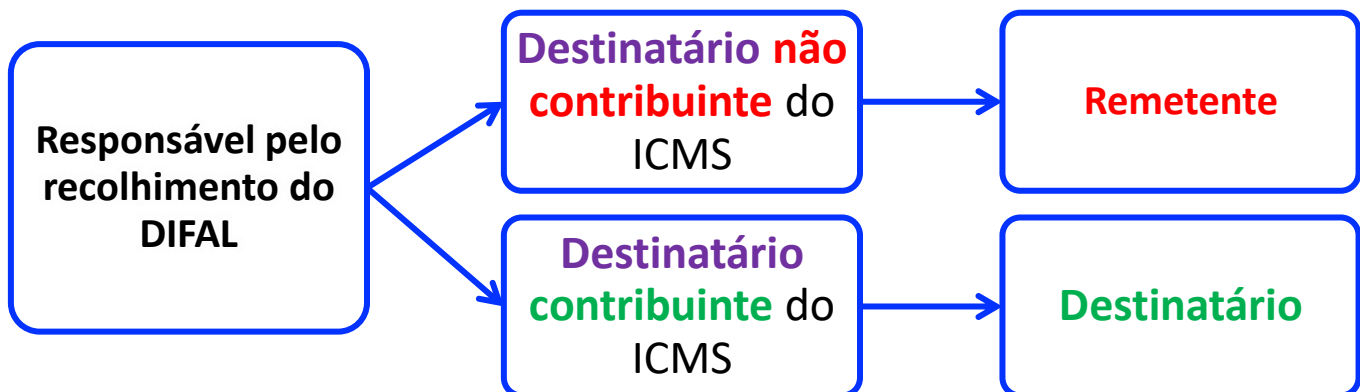 Responsável pelo
recolhimento do
DIFAL
Destinatário não
contribuinte do
ICMS
Remetente
Destinatário
contribuinte do
ICMS
Destinatário